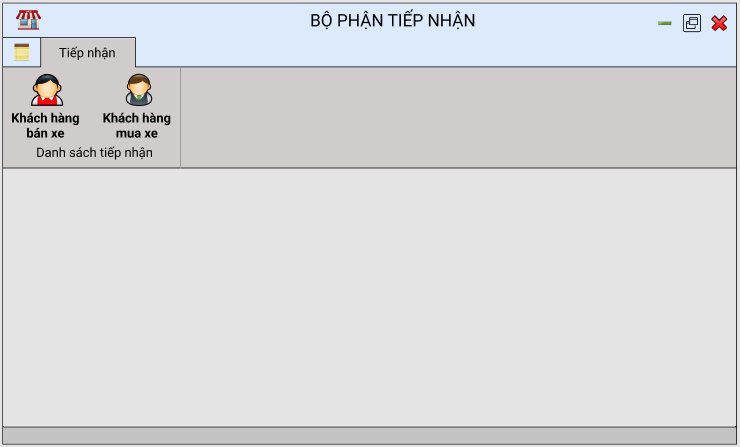 BỘ PHẬN TIẾP NHẬN
Tiếp nhận
Khách hàng
bán xe
Khách hàng
mua xe
Danh sách tiếp nhận